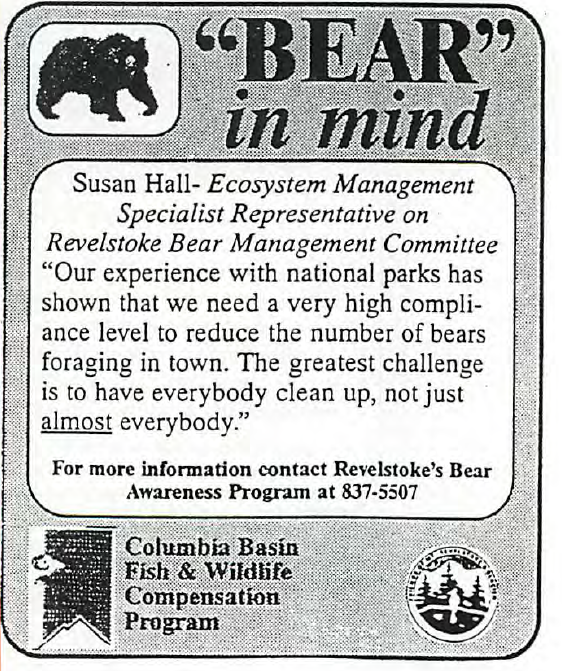 “BEAR”
in mind
Susan Hall- Ecosystem Management
Specialist Representative on
Revelstoke Bear Management Committee
“Our experience with national parks has
shown that we need a very high compli-
ance level to reduce the number of bears
foraging in town. The greatest challenge
is to have everybody clean up, not just
almost everybody.”
For more information contact Revelstoke's Bear
Awareness Program at 837-5507
Columbia Basin
Fish & Wildlife
Compensation
Program